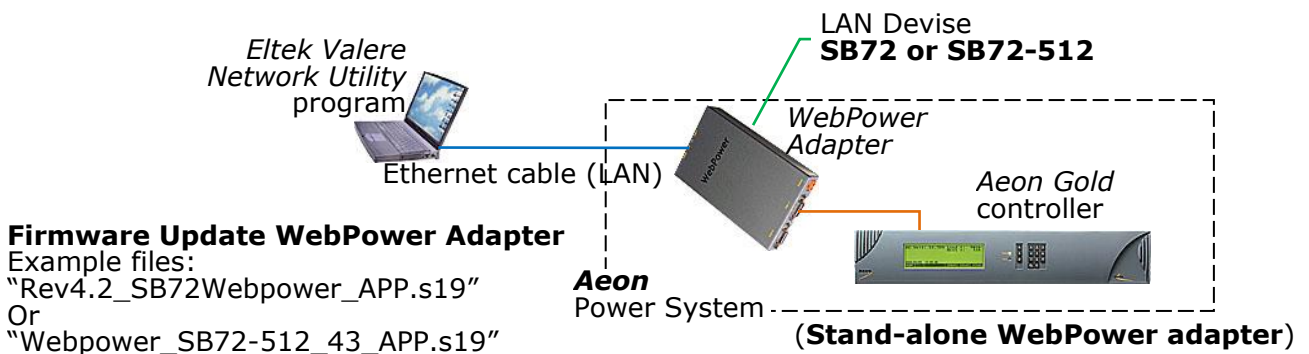 Eltek Valere
Network Utility
program
LAN Devise
SB72 or SB72-512
WebPower
Adapter
WebPower
Ethernet cable (LAN)
Aeon Gold
controller
Firmware Update WebPower Adapter
Example files:
“Rev4.2_SB72Webpower_APP.s19”
Or
“Webpower_SB72-512_43_APP.s19”
Aeon
Power System
(Stand-alone WebPower adapter)